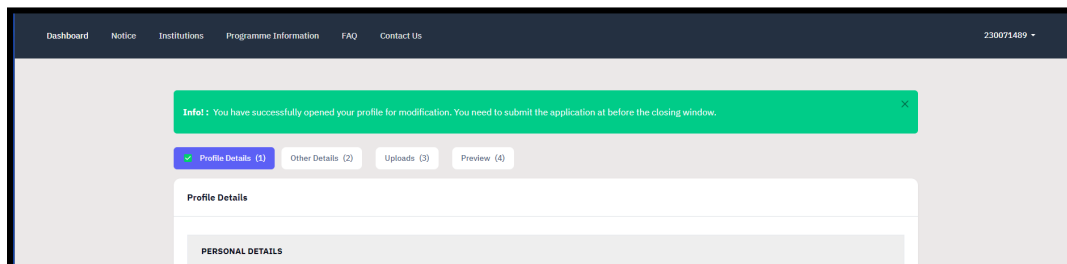 Dashboard Notice Institutions Programme Information FAQ Contact Us 230071489
Info! : You have successfully opened your profile for modification. You need to submit the application at before the closing window.
Profile Details (1) Other Details (2) Uploads (3) Preview (4)
Profile Details
PERSONAL DETAILS